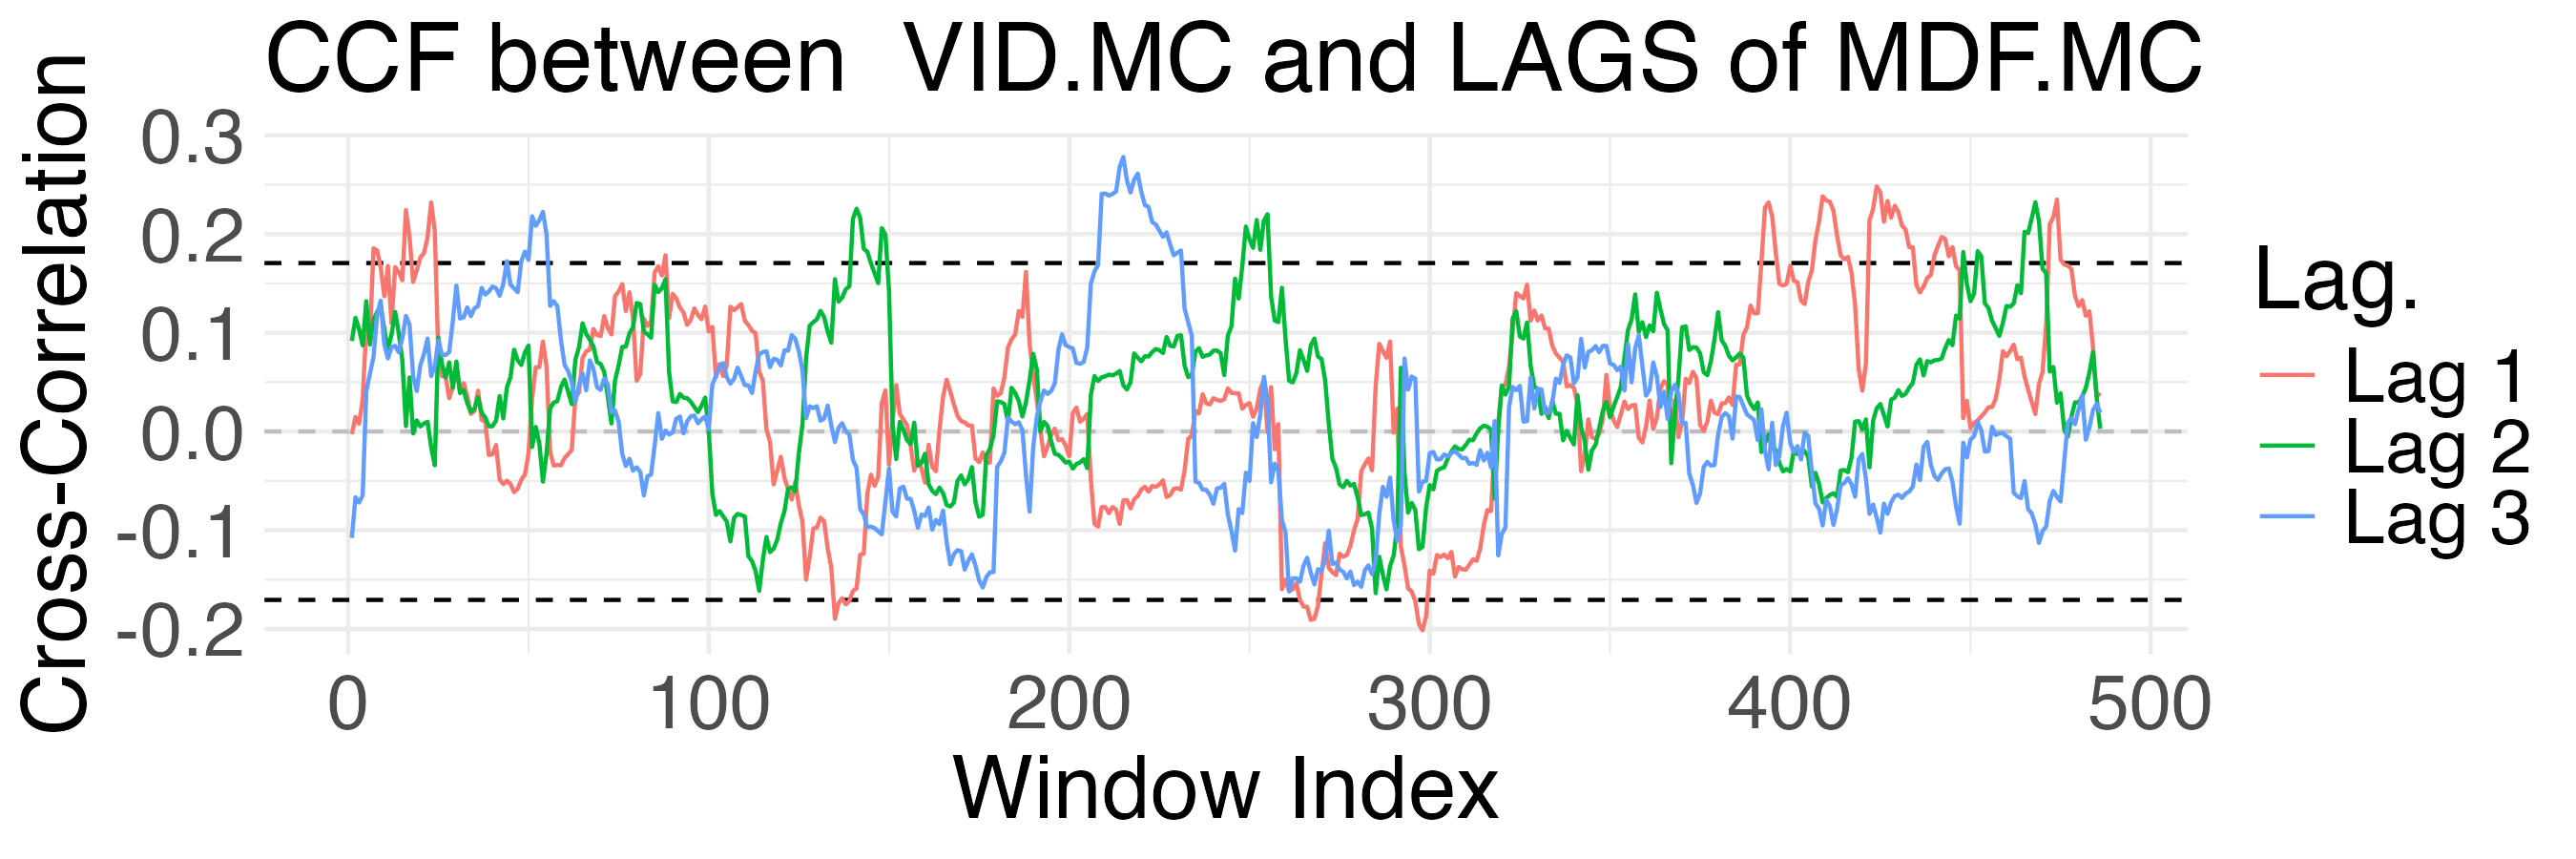 CCF between  VID.MC and LAGS of MDF.MC
Cross-Correlation
0.3
0.2
0.1
0.0
-0.1
-0.2
0 100 200 300 400 500
Window Index
Lag.
Lag 1
Lag 2
Lag 3